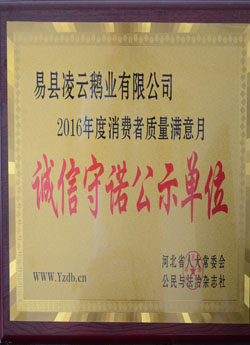 易县凌云鹅业有限公司
2016年度消费者质量满意月
诚信守诺公示单位
河北省人大常委会
WWW.Yzdb.cn
公民与法治杂志社